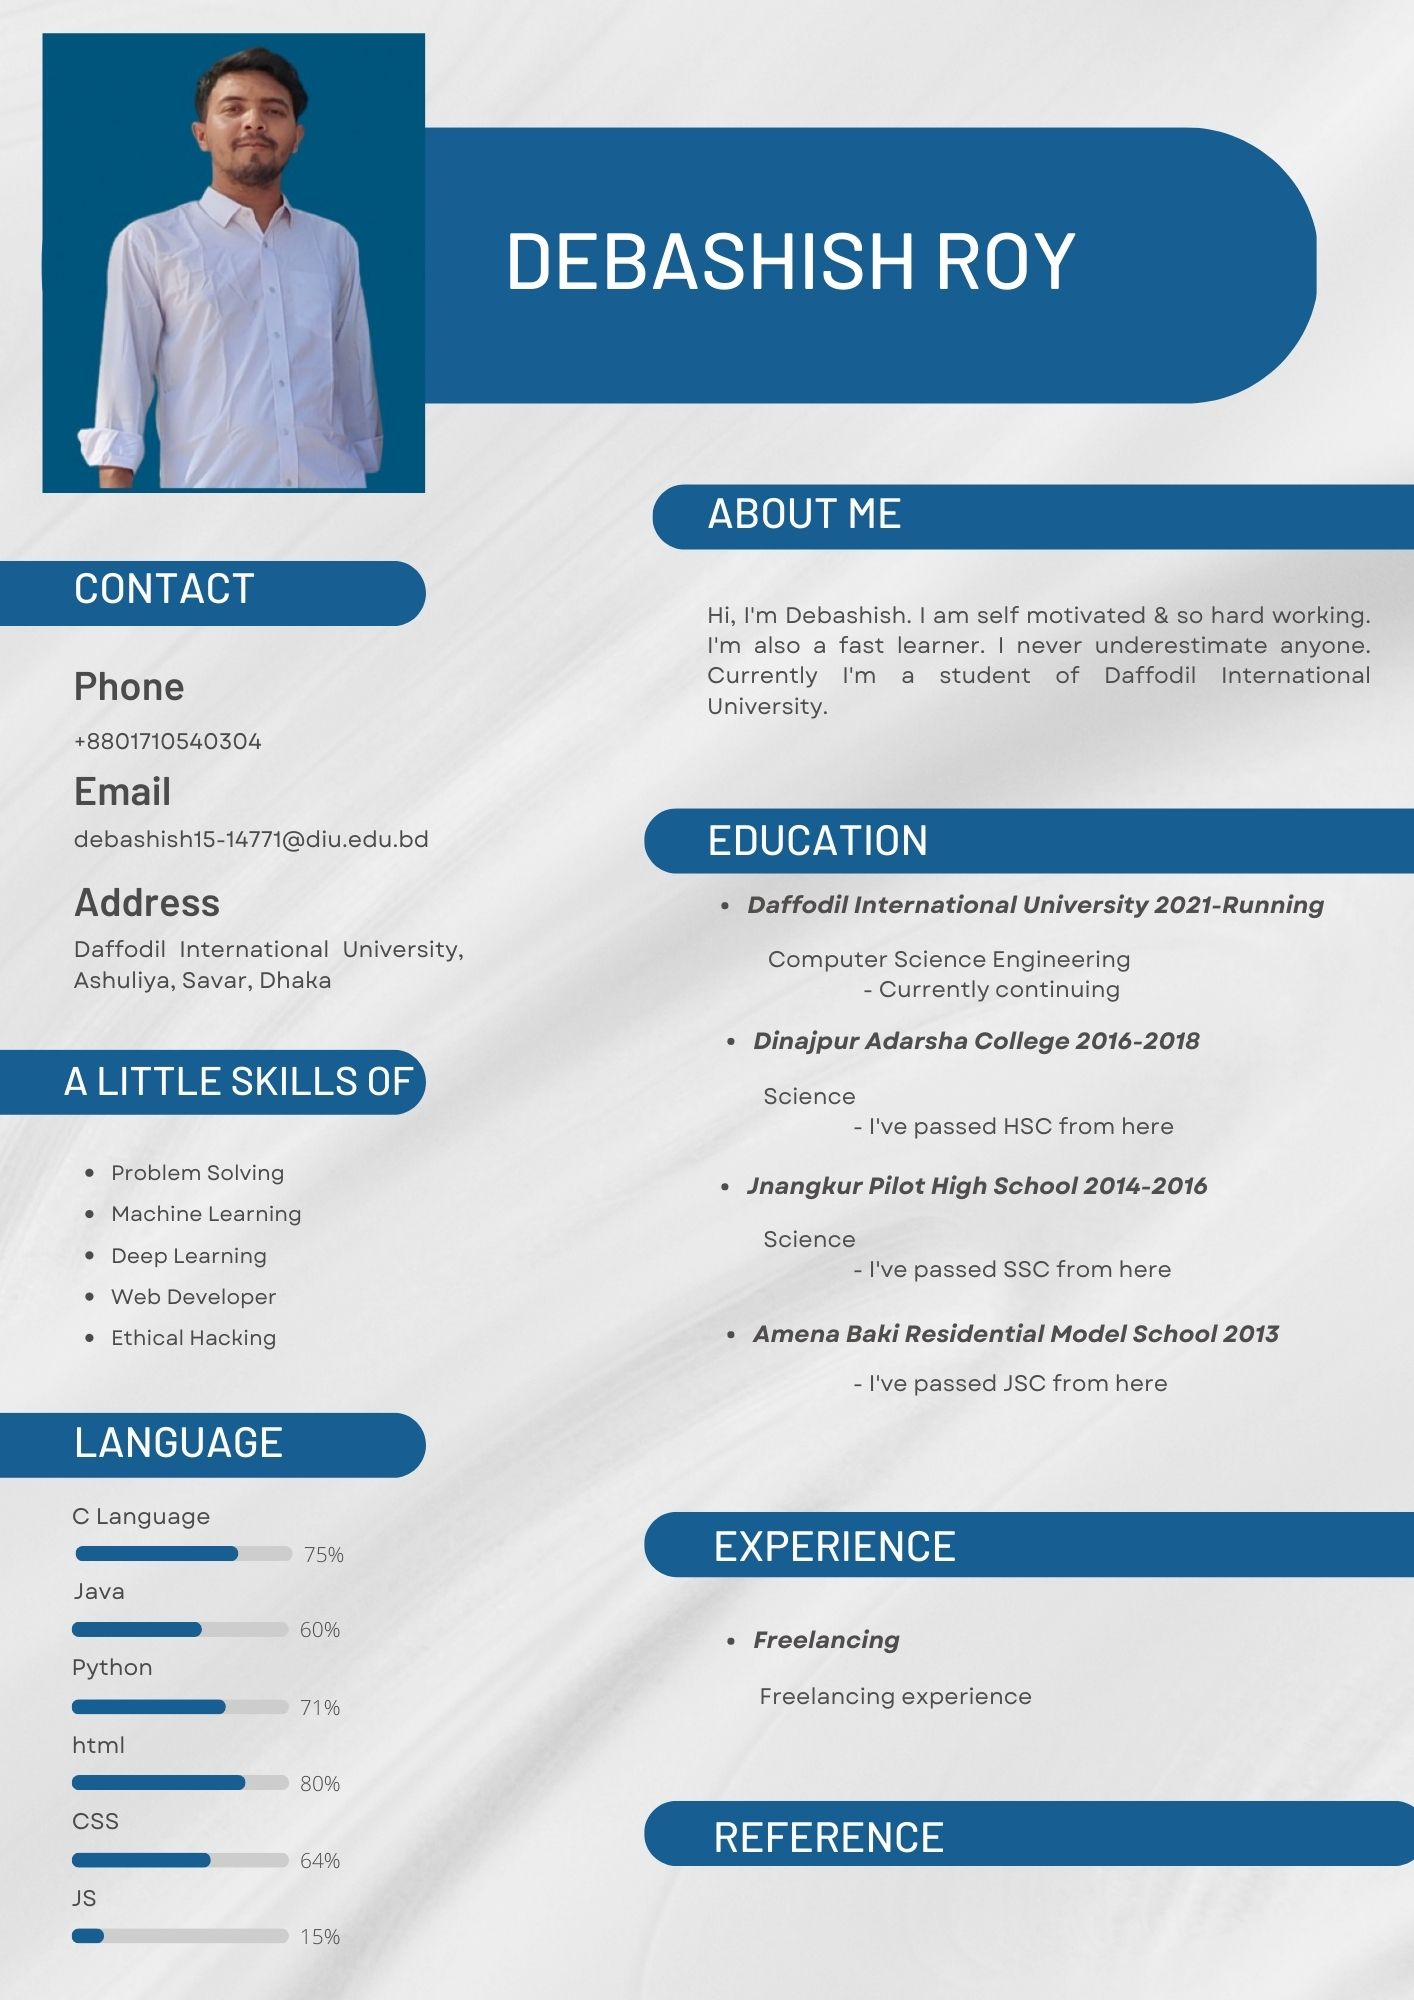 DEBASHISH ROY
CONTACT
Phone
+8801710540304
Email
debashish15-14771@diu.edu.bd
Address
Daffodil International University,
Ashuliya, Savar, Dhaka
A LITTLE SKILLS OF
Problem Solving
Machine Learning
Deep Learning
Web Developer
Ethical Hacking
LANGUAGE
C Language
75%
Java
60%
Python
71%
html
80%
CSS
64%
JS
15%
ABOUT ME
Hi, I'm Debashish. I am self motivated & so hard working.
I'm also a fast learner. I never underestimate anyone.
Currently I'm a student of Daffodil International
University.
EDUCATION
Daffodil International University 2021-Running
Computer Science Engineering
- Currently continuing
Dinajpur Adarsha College 2016-2018
Science
- I've passed HSC from here
Jnangkur Pilot High School 2014-2016
Science
- I've passed SSC from here
Amena Baki Residential Model School 2013
- I've passed JSC from here
EXPERIENCE
Freelancing
Freelancing experience
REFERENCE